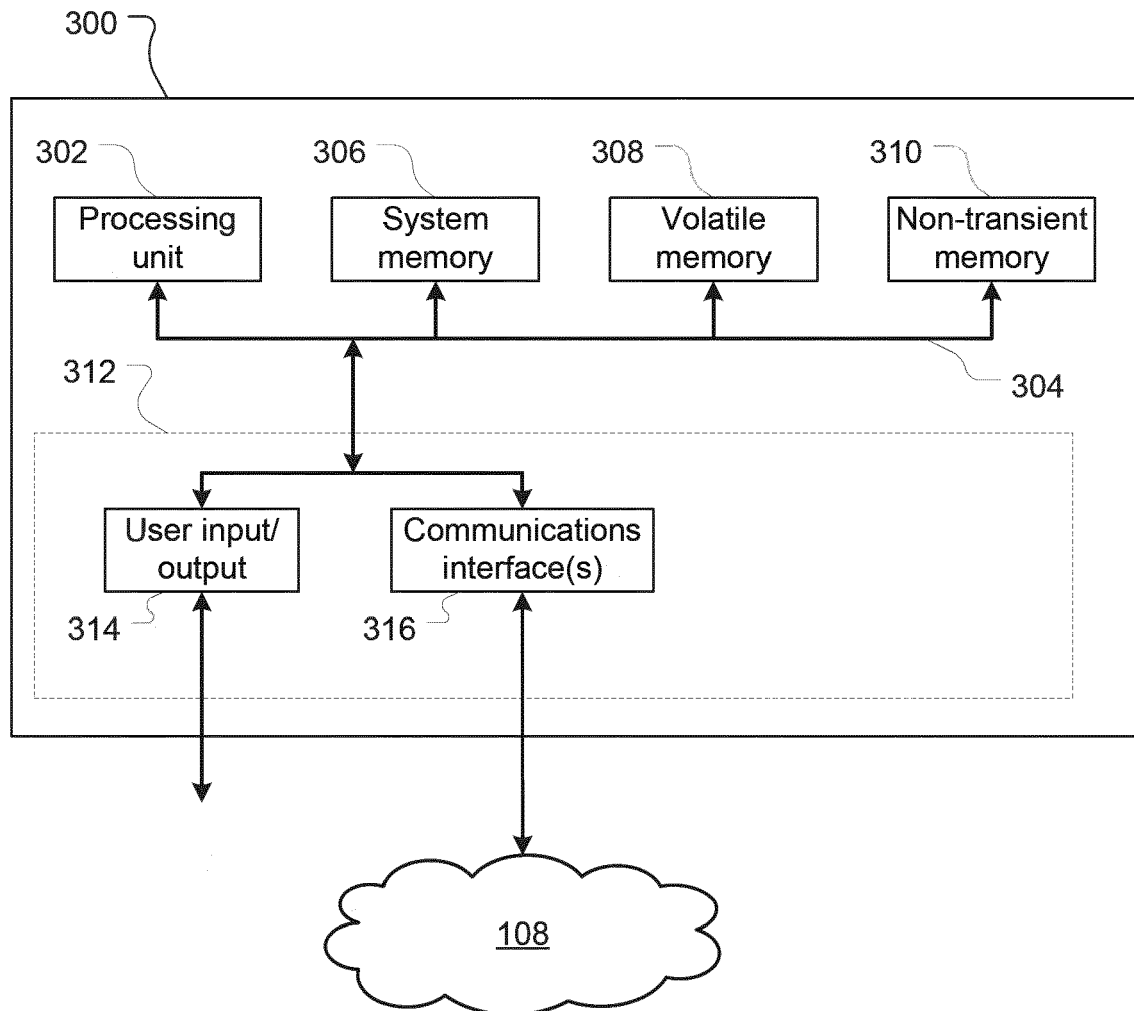 300
302
306
308
310
Processing
unit
System
memory
Volatile
memory
Non-transient
memory
312
304
User input/
output
Communications
interface(s)
314
316
108